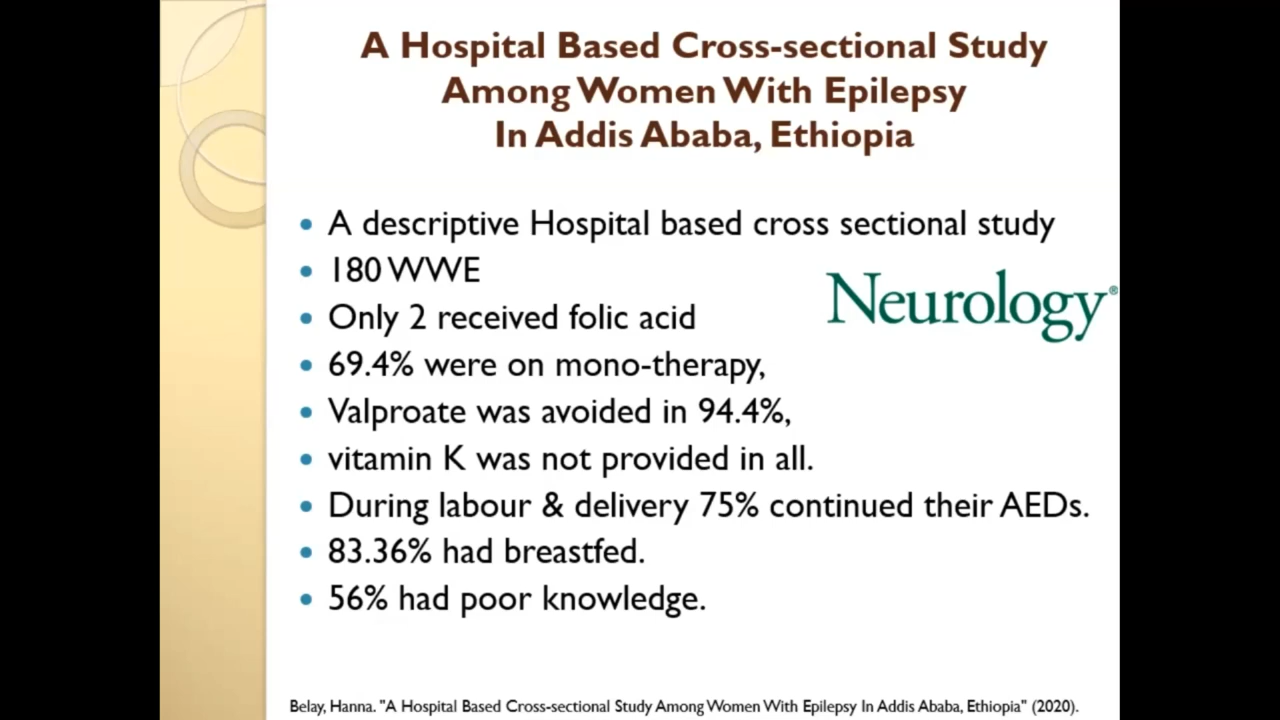 A Hospital Based Cross-sectional Study
Among Women With Epilepsy
In Addis Ababa, Ethiopia
• A descriptive Hospital based cross sectional study
• 180 WWE
Neurology®
• Only 2 received folic acid
• 69.4% were on mono-therapy,
• Valproate was avoided in 94.4%,
• vitamin K was not provided in all.
• During labour & delivery 75% continued their AEDs.
• 83.36% had breastfed.
• 56% had poor knowledge.
Belay, Hanna. "A Hospital Based Cross-sectional Study Among Women With Epilepsy In Addis Ababa, Ethiopia" (2020).